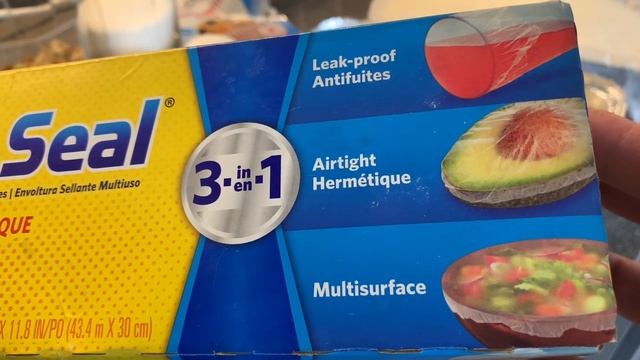 Seal®
es | Envoltura Sellante Multiuso
QUE
X 11.8 IN/PO (43.4 m X 30 cm)
3·in
en·1
Leak-proof
Antifuites
Airtight
Hermétique
Multisurface